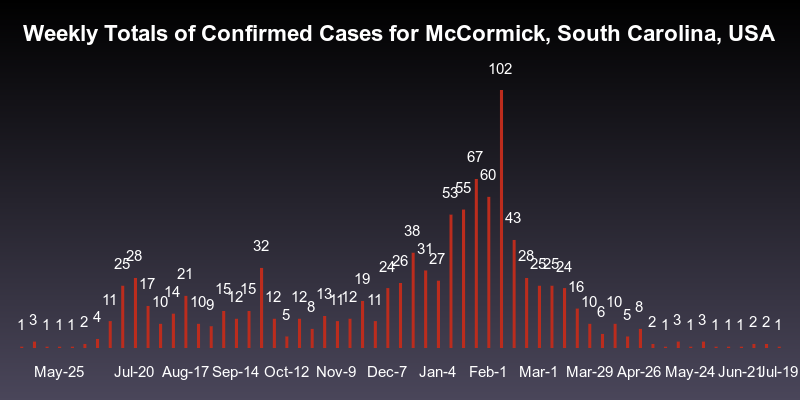 Weekly Totals of Confirmed Cases for McCormick, South Carolina, USA
1 3 1 1 1 2 4 11 25 28 17 10 14 21 10 9 15 12 15 32 12 5 12 8 13 11 12 19 11 24 26 38 31 27 53 55 67 60 102 43 28 25 25 24 16 10 6 10 5 8 2 1 3 1 3 1 1 1 2 2 1
May-25 Jul-20 Aug-17 Sep-14 Oct-12 Nov-9 Dec-7 Jan-4 Feb-1 Mar-1 Mar-29 Apr-26 May-24 Jun-21 Jul-19